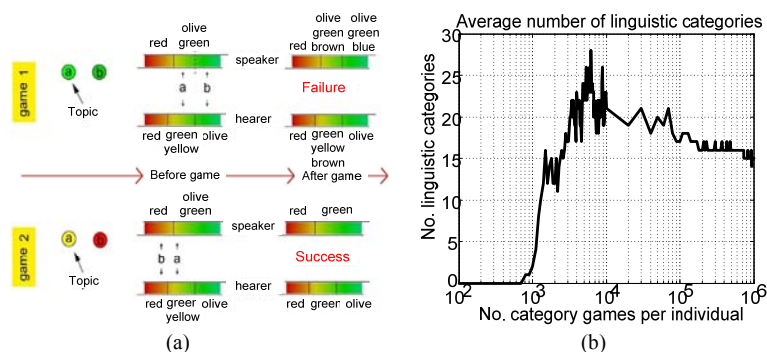 game 1
a b
Topic
red olive
green
speaker
a b
hearer
red green olive
yellow
olive olive
green green
red brown blue
Failure
red green olive
yellow
brown
Before game
After game
game 2
a b
Topic
olive
red green
speaker
b a
hearer
red green olive
yellow
red green
Success
red green olive
(a)
Average number of linguistic categories
No. linguistic categories
30
25
20
15
10
5
0
10^2 10^3 10^4 10^5 10^6
No. category games per individual
(b)